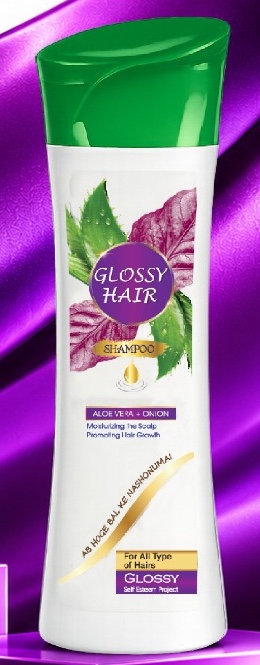 GLOSSY
HAIR
SHAMPOO
ALOE VERA + ONION
Moisturizing the Scalp
Promoting Hair Growth
AB HOGE BAL KE NASHONUMAI
For All Type
of Hairs
GLOSSY
Self Esteem Project